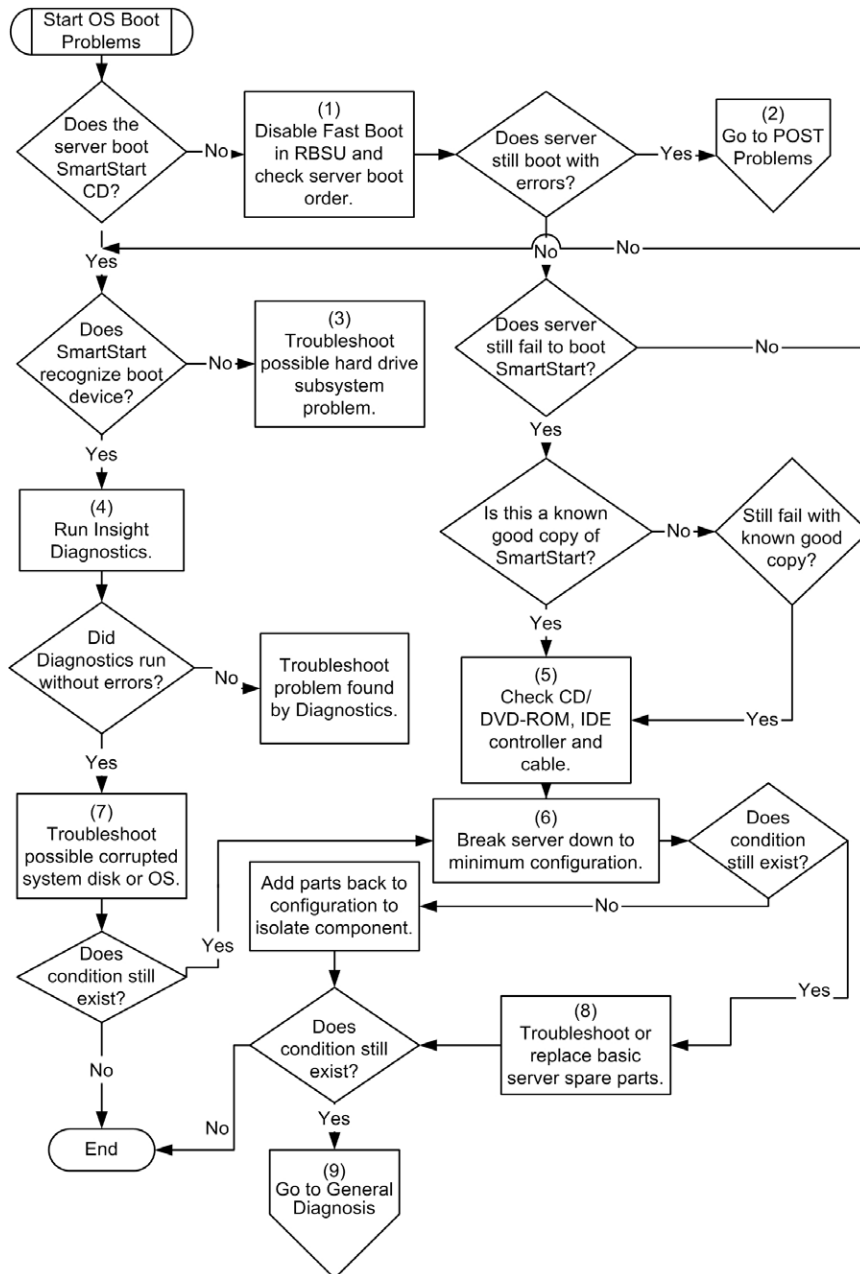 Start OS Boot
Problems
Does the
server boot
SmartStart
CD?
No
(1)
Disable Fast Boot
in RBSU and
check server boot
order.
Does server
still boot with
errors?
Yes
(2)
Go to POST
Problems
Yes
No
No
Does
SmartStart
recognize boot
device?
No
(3)
Troubleshoot
possible hard drive
subsystem
problem.
Does server
still fail to boot
SmartStart?
No
Yes
Yes
(4)
Run Insight
Diagnostics.
Is this a known
good copy of
SmartStart?
No
Still fail with
known good
copy?
Did
Diagnostics run
without errors?
No
Troubleshoot
problem found
by Diagnostics.
Yes
(5)
Check CD/
DVD-ROM, IDE
controller and
cable.
Yes
Yes
(7)
Troubleshoot
possible corrupted
system disk or OS.
(6)
Break server down to
minimum configuration.
Does
condition
still exist?
Add parts back to
configuration to
isolate component.
No
Yes
Does
condition still
exist?
Yes
Does
condition still
exist?
(8)
Troubleshoot or
replace basic
server spare parts.
No
No
Yes
End
(9)
Go to General
Diagnosis